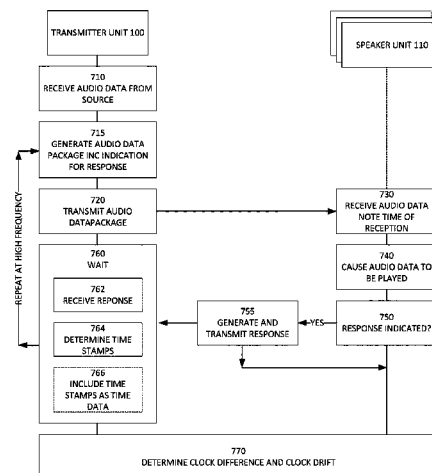 TRANSMITTER UNIT 100
SPEAKER UNIT 110
710
RECEIVE AUDIO DATA FROM
SOURCE
715
GENERATE AUDIO DATA
PACKAGE INC INDICATION
FOR RESPONSE
REPEAT AT HIGH FREQUENCY
720
TRANSMIT AUDIO
DATAPACKAGE
730
RECEIVE AUDIO DATA
NOTE TIME OF
RECEPTION
760
WAIT
740
CAUSE AUDIO DATA TO
BE PLAYED
762
RECEIVE REPONSE
755
GENERATE AND
TRANSMIT RESPONSE
YES
750
RESPONSE INDICATED?
764
DETERMINE TIME
STAMPS
766
INCLUDE TIME
STAMPS AS TIME
DATA
770
DETERMINE CLOCK DIFFERENCE AND CLOCK DRIFT